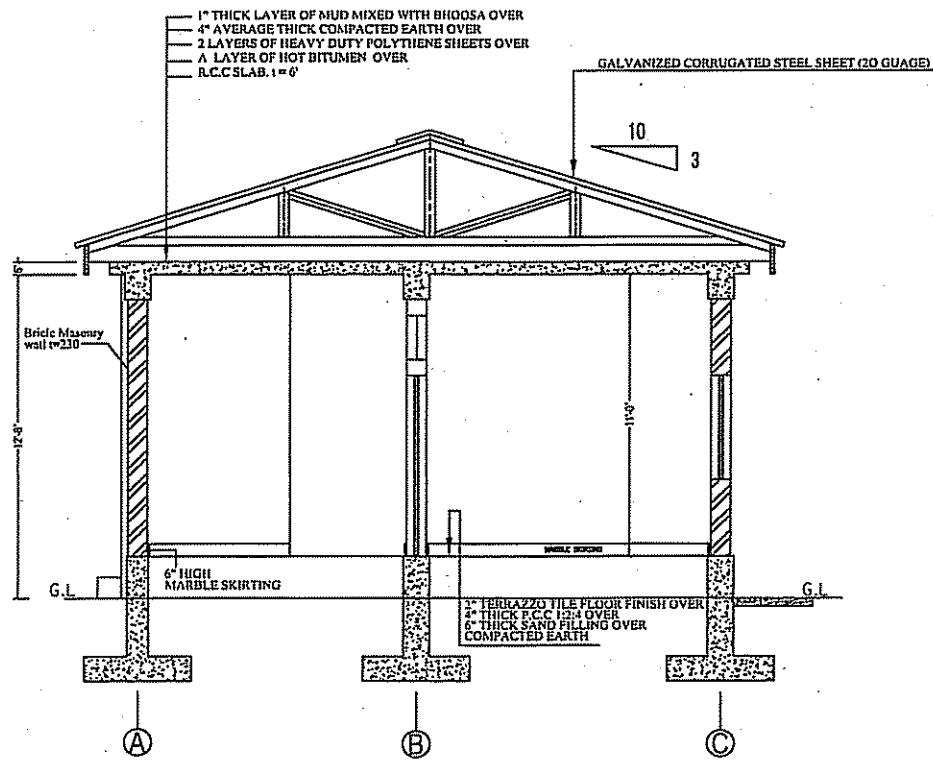 1" THICK LAYER OF MUD MIXED WITH BHOOSA OVER
4" AVERAGE THICK COMPACTED EARTH OVER
2 LAYERS OF HEAVY DUTY POLYTHENE SHEETS OVER
A LAYER OF HOT BITUMEN OVER
R.C.C SLAB. t = 6'
GALVANIZED CORRUGATED STEEL SHEET (20 GUAGE)
10
3
6"
Bricle Masonry
wall t=230
12'-8"
11'-0"
MARBLE SKIRTING
6" HIGH
MARBLE SKIRTING
G.L
G.L
2" TERRAZZO TILE FLOOR FINISH OVER
4" THICK P.C.C 1:2:4 OVER
6" THICK SAND FILLING OVER
COMPACTED EARTH
A
B
C